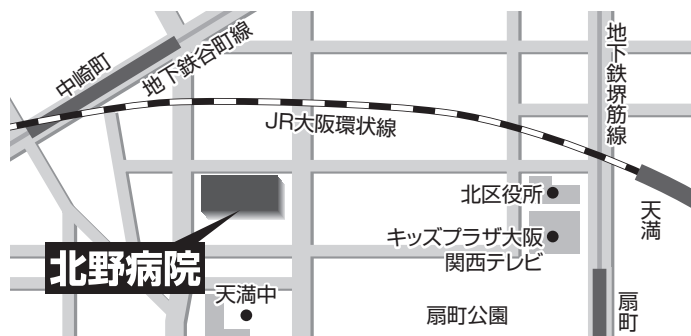 中崎町
地下鉄谷町線
地下鉄堺筋線
JR大阪環状線
北区役所
天満
キッズプラザ大阪
関西テレビ
北野病院
天満中
扇町公園
扇町